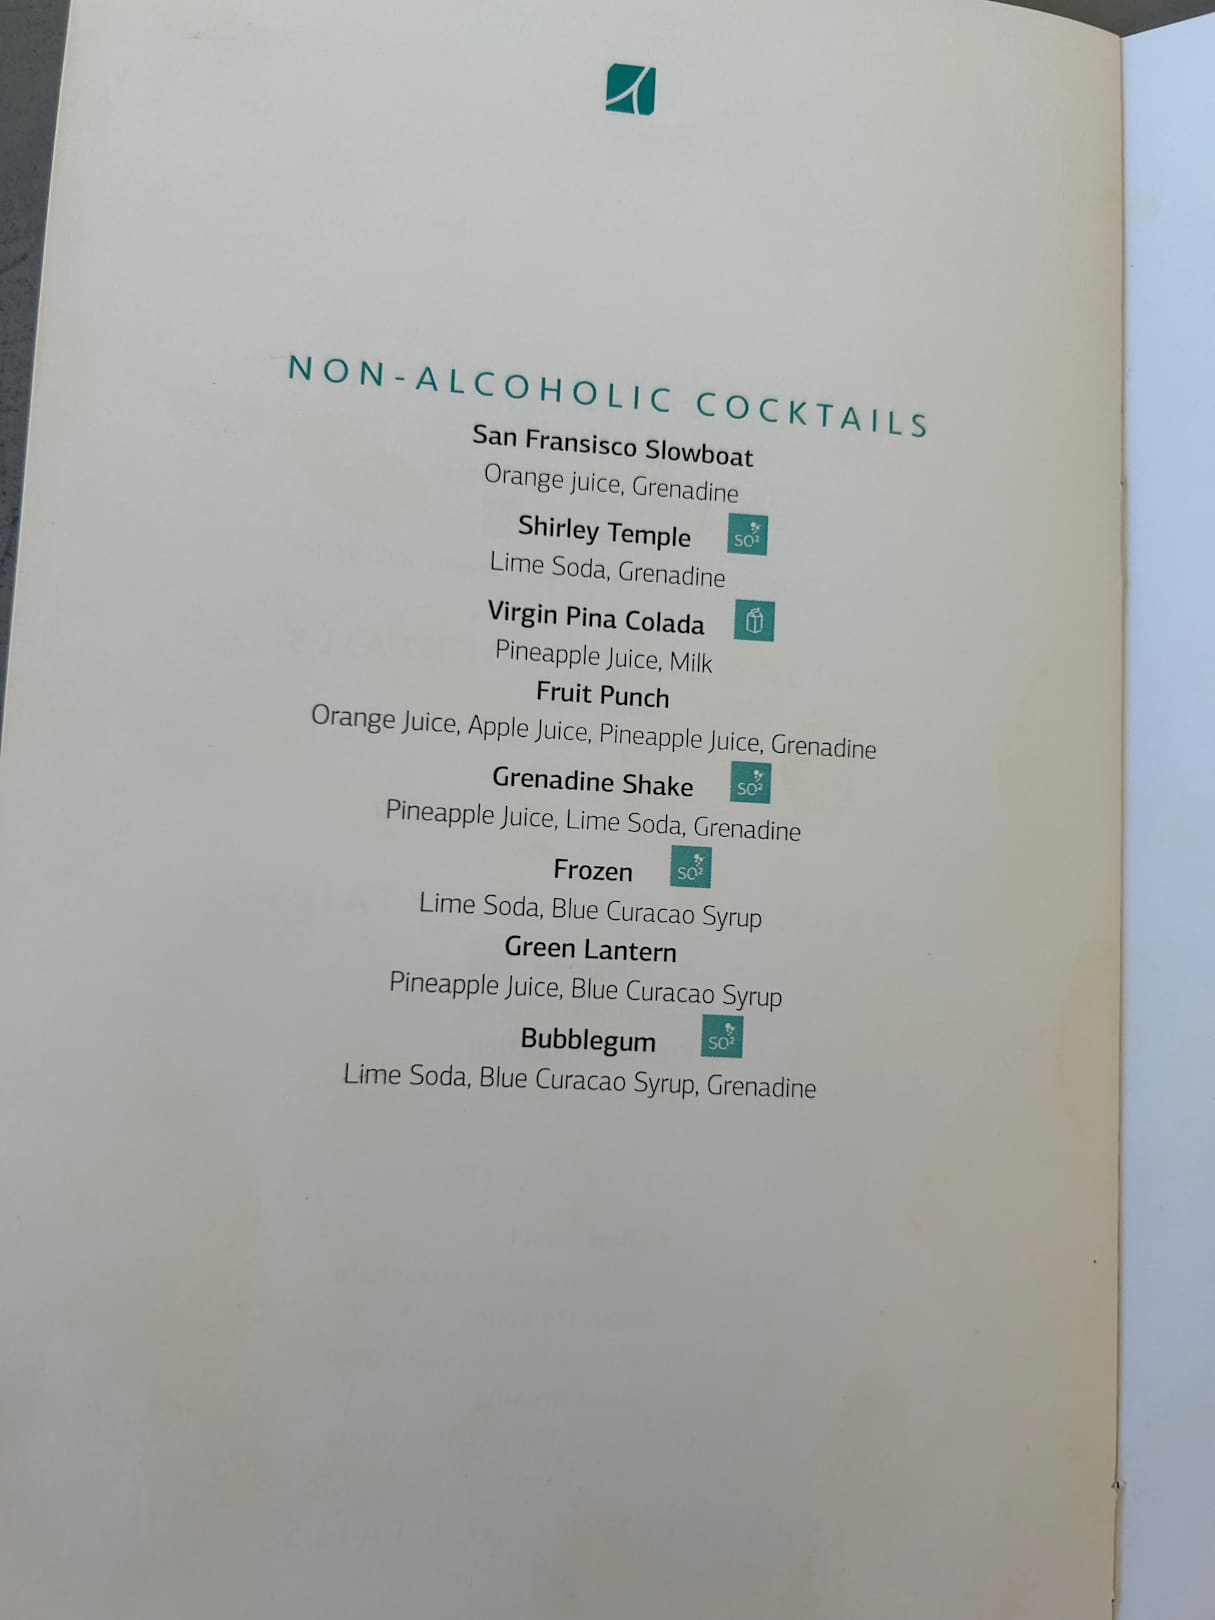 NON-ALCOHOLIC COCKTAILS
San Fransisco Slowboat
Orange juice, Grenadine
Shirley Temple SO²
Lime Soda, Grenadine
Virgin Pina Colada
Pineapple Juice, Milk
Fruit Punch
Orange Juice, Apple Juice, Pineapple Juice, Grenadine
Grenadine Shake SO²
Pineapple Juice, Lime Soda, Grenadine
Frozen SO²
Lime Soda, Blue Curacao Syrup
Green Lantern
Pineapple Juice, Blue Curacao Syrup
Bubblegum SO²
Lime Soda, Blue Curacao Syrup, Grenadine